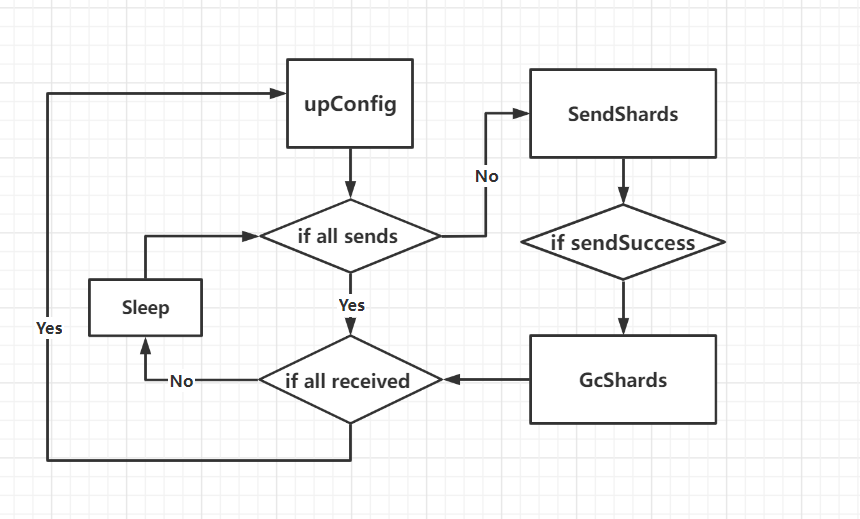 upConfig
SendShards
No
if all sends
if sendSuccess
Yes
Sleep
Yes
if all received
No
GcShards